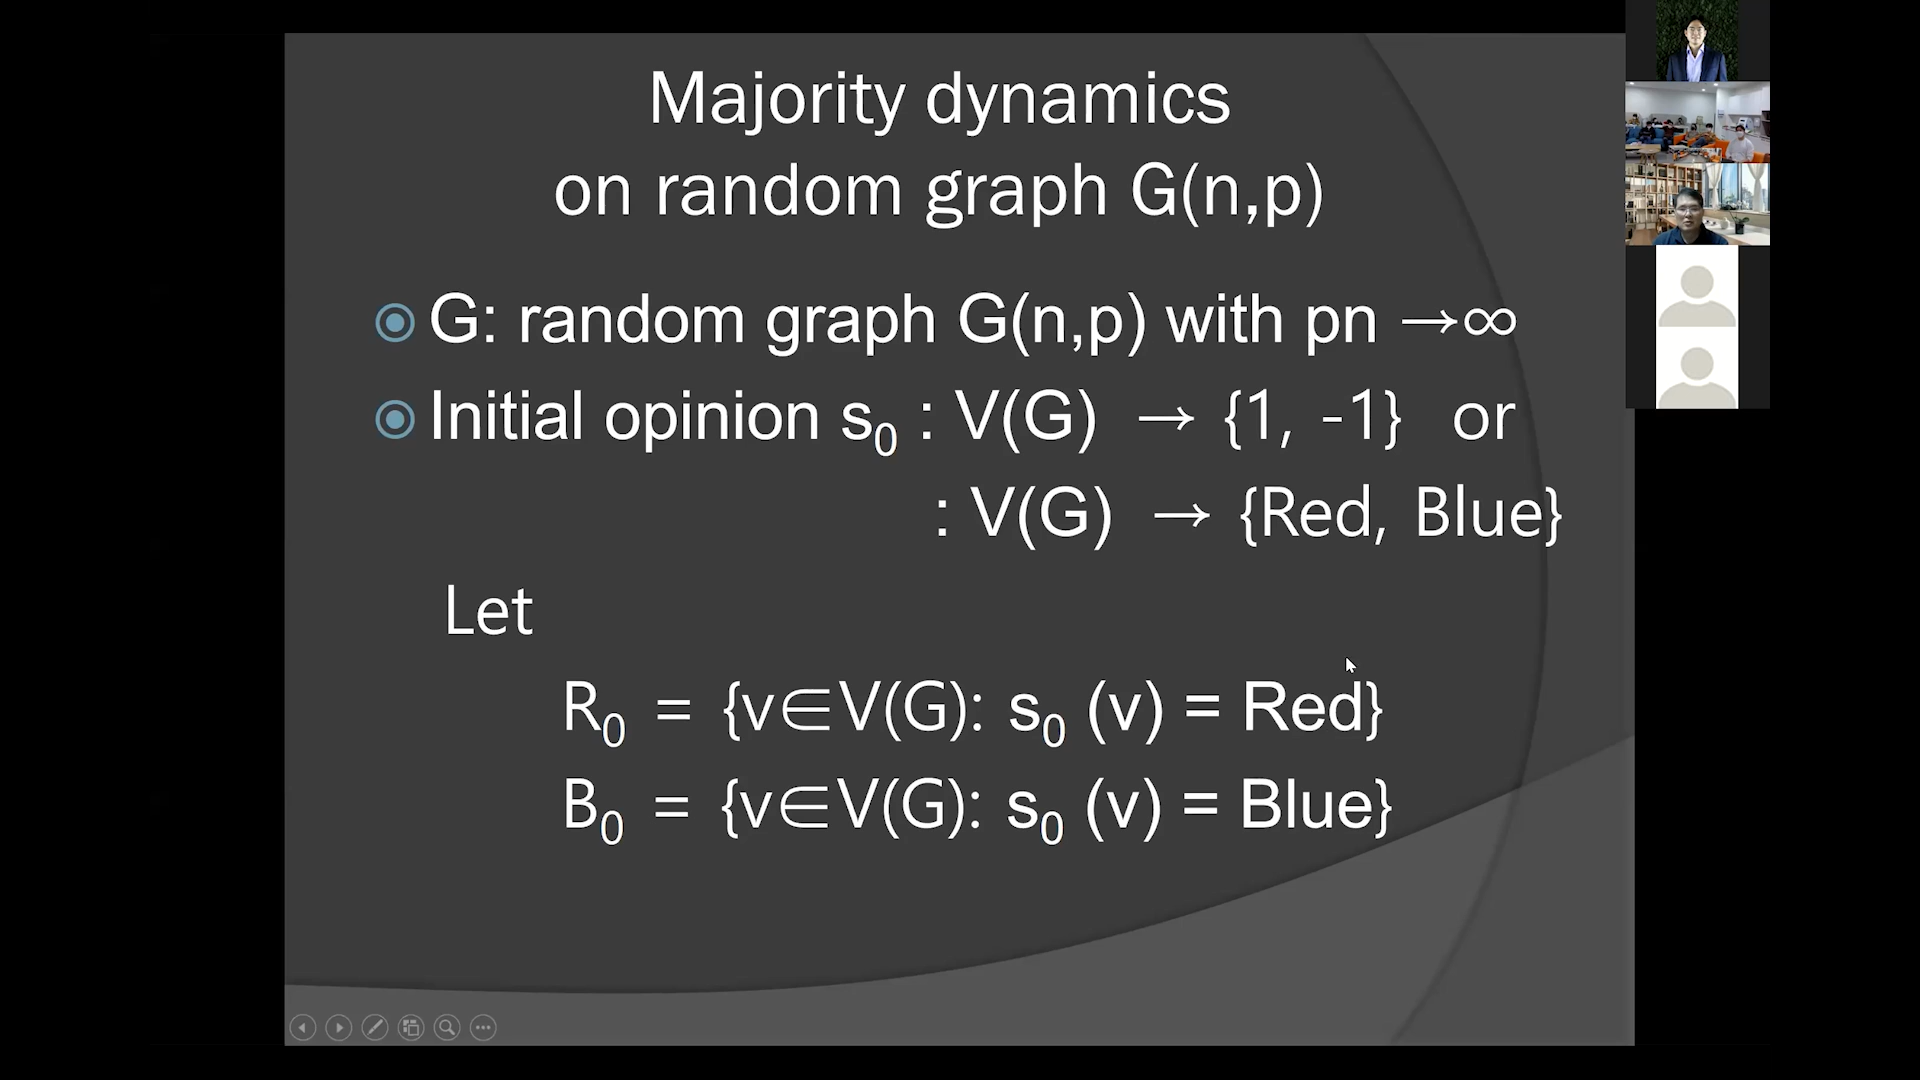 Majority dynamics
on random graph G(n,p)
G: random graph G(n,p) with pn →∞
Initial opinion s₀ : V(G) → {1, -1} or
: V(G) → {Red, Blue}
Let
R₀ = {v∈V(G): s₀ (v) = Red}
B₀ = {v∈V(G): s₀ (v) = Blue}